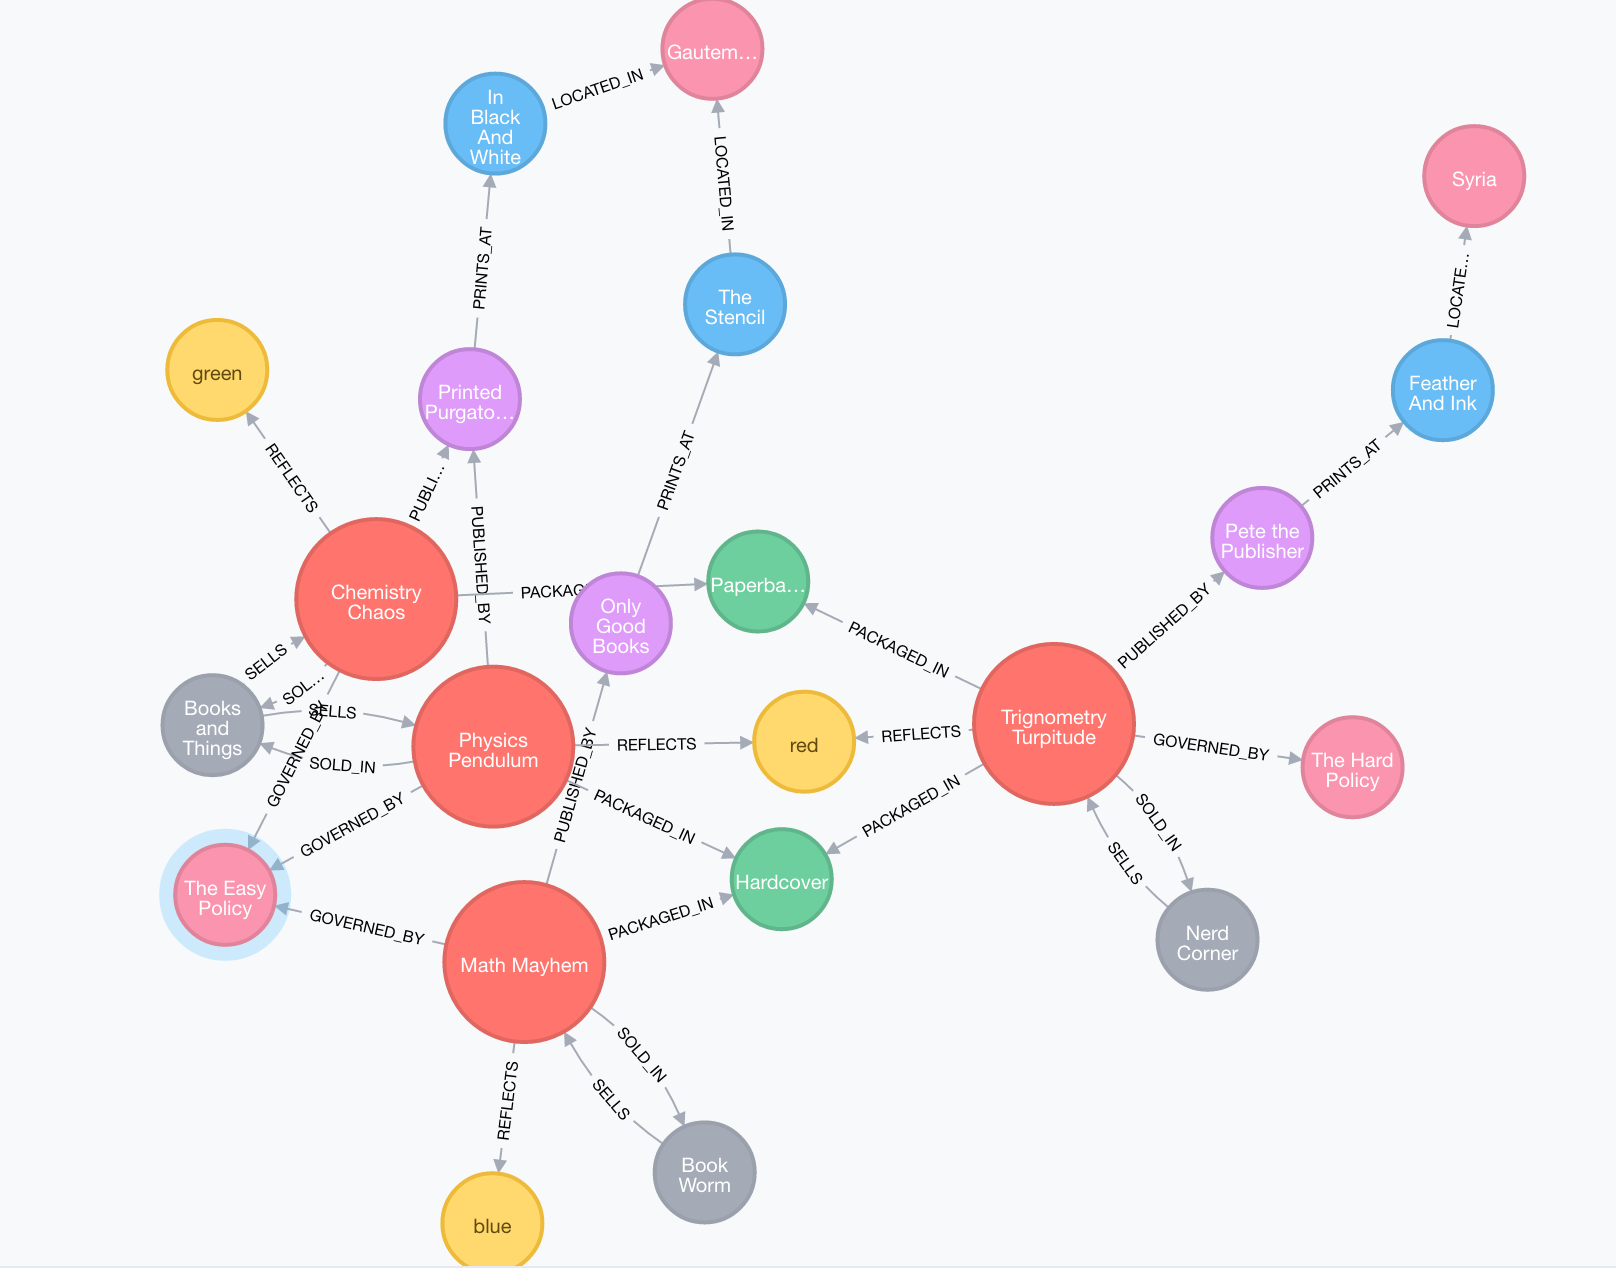 Gautem…
In
Black
And
White
LOCATED_IN
LOCATED_IN
Syria
PRINTS_AT
The
Stencil
LOCATE…
green
Printed
Purgato…
Feather
And Ink
REFLECTS
PUBLI…
PRINTS_AT
PRINTS_AT
PUBLISHED_BY
Pete the
Publisher
Chemistry
Chaos
PACKAG
Only
Good
Books
Paperba…
PACKAGED_IN
PUBLISHED_BY
SELLS
SOL…
Books
and
Things
SELLS
SOLD_IN
GOVERNED_BY
Physics
Pendulum
REFLECTS
red
REFLECTS
Trignometry
Turpitude
GOVERNED_BY
The Hard
Policy
PUBLISHED_BY
GOVERNED_BY
PACKAGED_IN
PACKAGED_IN
SOLD_IN
SELLS
The Easy
Policy
Hardcover
GOVERNED_BY
PACKAGED_IN
Nerd
Corner
Math Mayhem
SOLD_IN
SELLS
REFLECTS
Book
Worm
blue